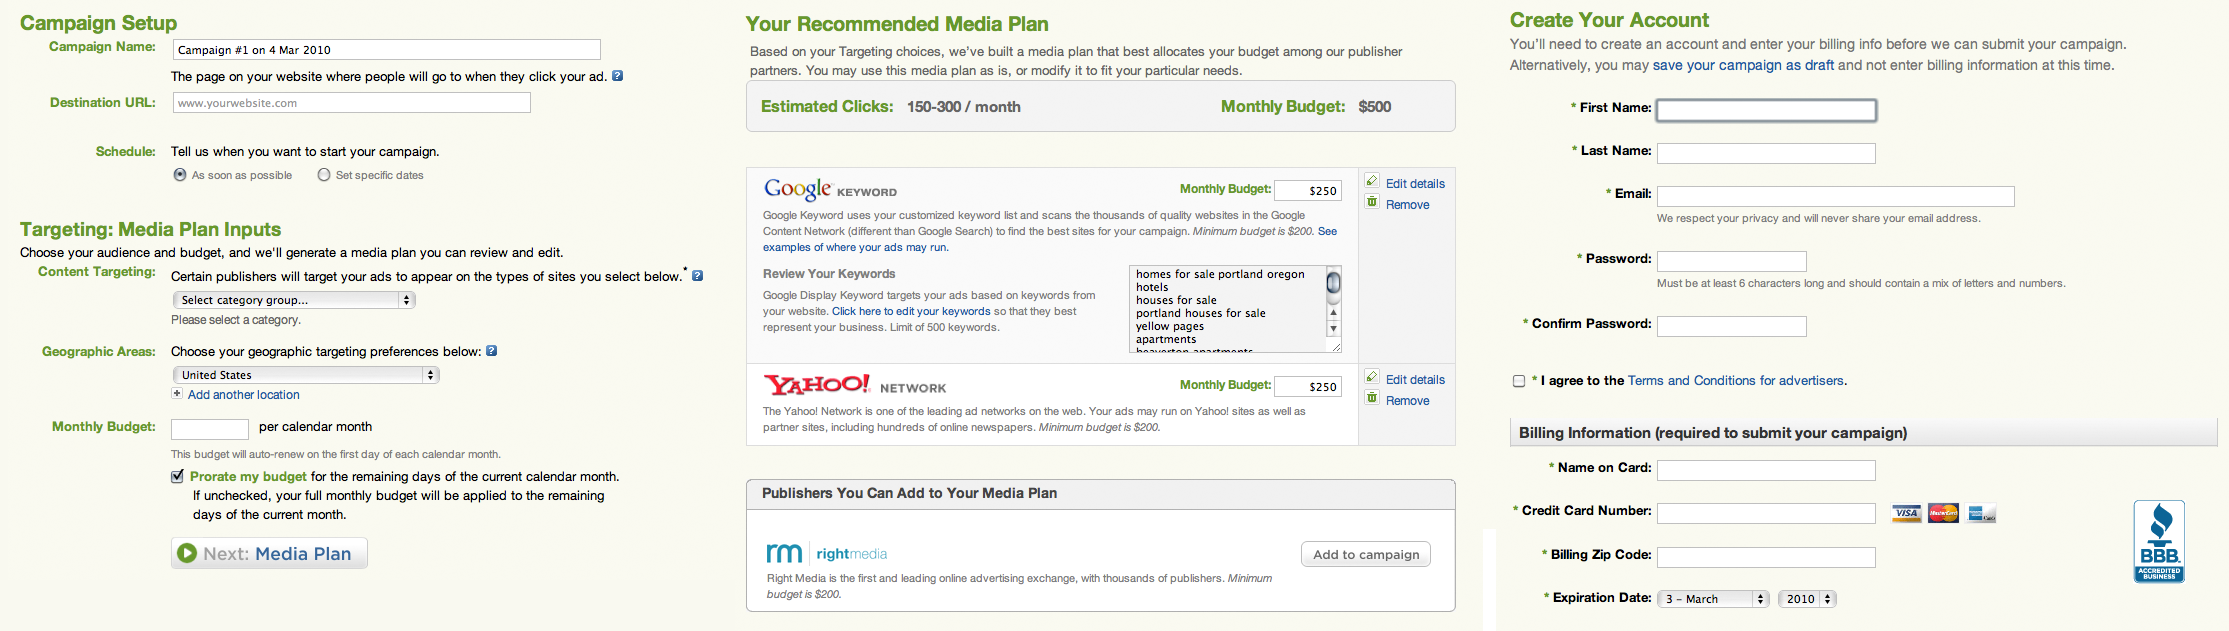 Campaign Setup
Campaign Name: Campaign #1 on 4 Mar 2010
The page on your website where people will go to when they click your ad. ?
Destination URL: www.yourwebsite.com
Schedule: Tell us when you want to start your campaign.
As soon as possible Set specific dates
Targeting: Media Plan Inputs
Choose your audience and budget, and we'll generate a media plan you can review and edit.
Content Targeting: Certain publishers will target your ads to appear on the types of sites you select below.* ?
Select category group...
Please select a category.
Geographic Areas: Choose your geographic targeting preferences below: ?
United States
+ Add another location
Monthly Budget: per calendar month
This budget will auto-renew on the first day of each calendar month.
Prorate my budget for the remaining days of the current calendar month.
If unchecked, your full monthly budget will be applied to the remaining
days of the current month.
Next: Media Plan
Your Recommended Media Plan
Based on your Targeting choices, we've built a media plan that best allocates your budget among our publisher
partners. You may use this media plan as is, or modify it to fit your particular needs.
Estimated Clicks: 150-300 / month Monthly Budget: $500
Google KEYWORD Monthly Budget: $250 Edit details
Remove
Google Keyword uses your customized keyword list and scans the thousands of quality websites in the Google
Content Network (different than Google Search) to find the best sites for your campaign. Minimum budget is $200. See
examples of where your ads may run.
Review Your Keywords
Google Display Keyword targets your ads based on keywords from
your website. Click here to edit your keywords so that they best
represent your business. Limit of 500 keywords.
homes for sale portland oregon
hotels
houses for sale
portland houses for sale
yellow pages
apartments
beaverton apartments
YAHOO! NETWORK Monthly Budget: $250 Edit details
Remove
The Yahoo! Network is one of the leading ad networks on the web. Your ads may run on Yahoo! sites as well as
partner sites, including hundreds of online newspapers. Minimum budget is $200.
Publishers You Can Add to Your Media Plan
rm rightmedia Add to campaign
Right Media is the first and leading online advertising exchange, with thousands of publishers. Minimum
budget is $200.
Create Your Account
You'll need to create an account and enter your billing info before we can submit your campaign.
Alternatively, you may save your campaign as draft and not enter billing information at this time.
* First Name:
* Last Name:
* Email:
We respect your privacy and will never share your email address.
* Password:
Must be at least 6 characters long and should contain a mix of letters and numbers.
* Confirm Password:
* I agree to the Terms and Conditions for advertisers.
Billing Information (required to submit your campaign)
* Name on Card:
* Credit Card Number: VISA MasterCard
* Billing Zip Code:
* Expiration Date: 3 - March 2010
BBB.
ACCREDITED
BUSINESS